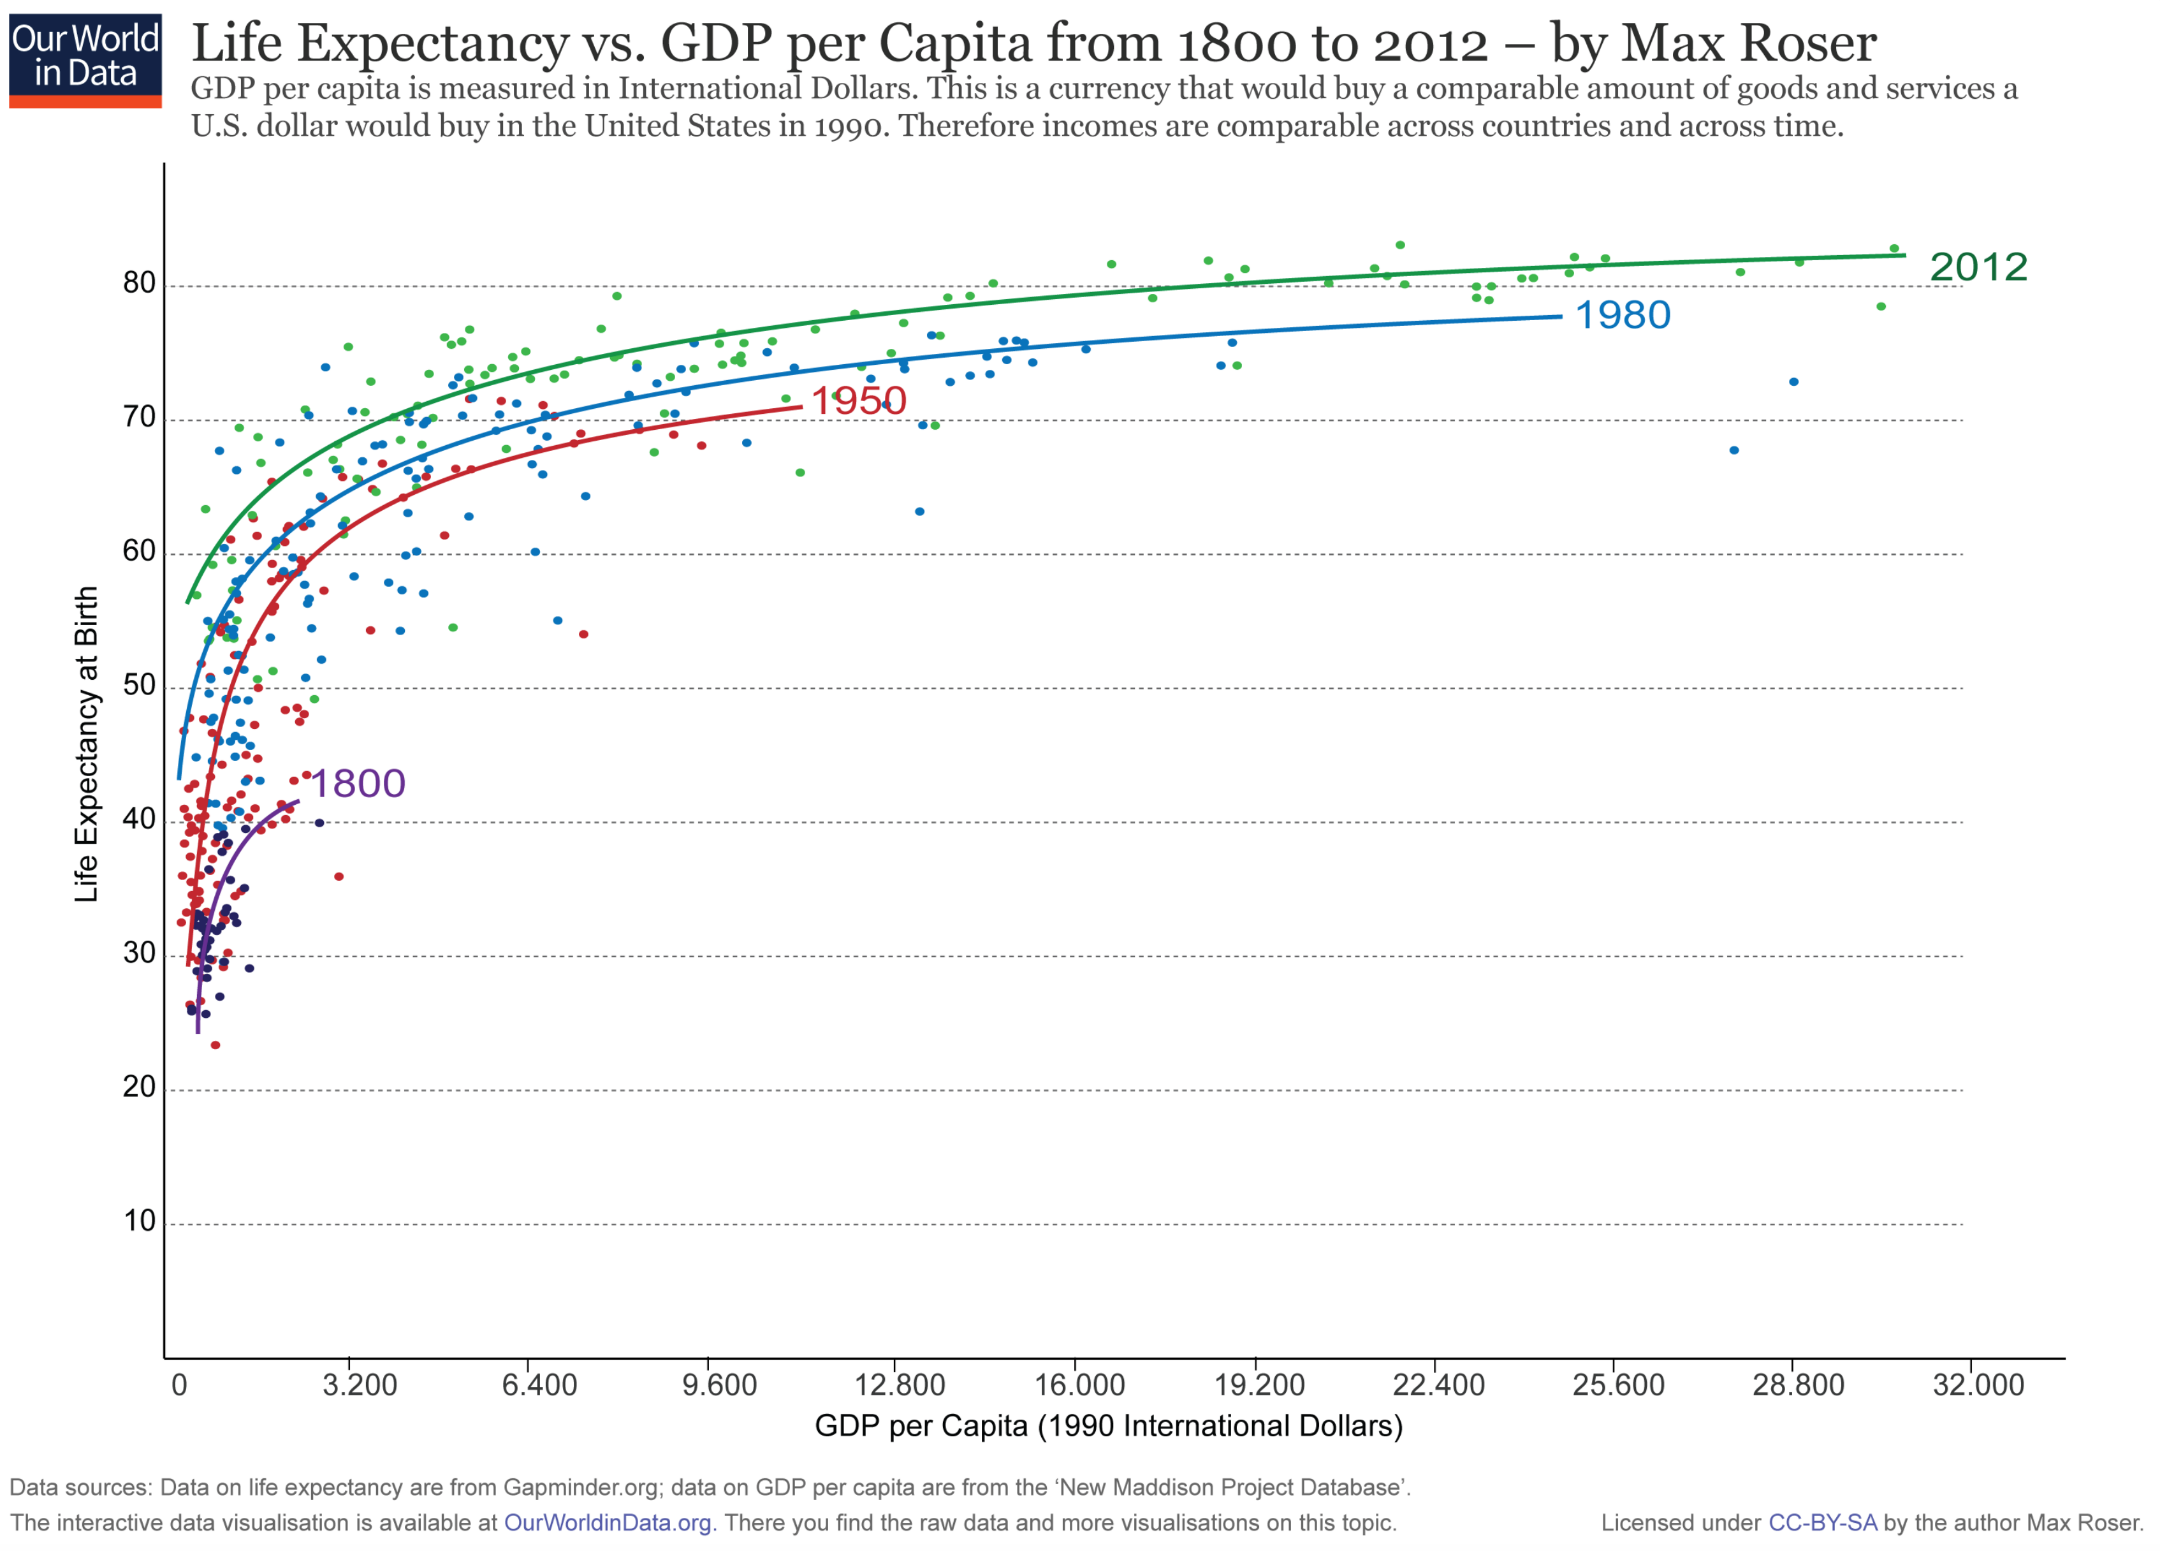 Our World
in Data
Life Expectancy vs. GDP per Capita from 1800 to 2012 – by Max Roser
GDP per capita is measured in International Dollars. This is a currency that would buy a comparable amount of goods and services a
U.S. dollar would buy in the United States in 1990. Therefore incomes are comparable across countries and across time.
2012
1980
1950
1800
Life Expectancy at Birth
80
70
60
50
40
30
20
10
0 3.200 6.400 9.600 12.800 16.000 19.200 22.400 25.600 28.800 32.000
GDP per Capita (1990 International Dollars)
Data sources: Data on life expectancy are from Gapminder.org; data on GDP per capita are from the ‘New Maddison Project Database’.
The interactive data visualisation is available at OurWorldinData.org. There you find the raw data and more visualisations on this topic.
Licensed under CC-BY-SA by the author Max Roser.